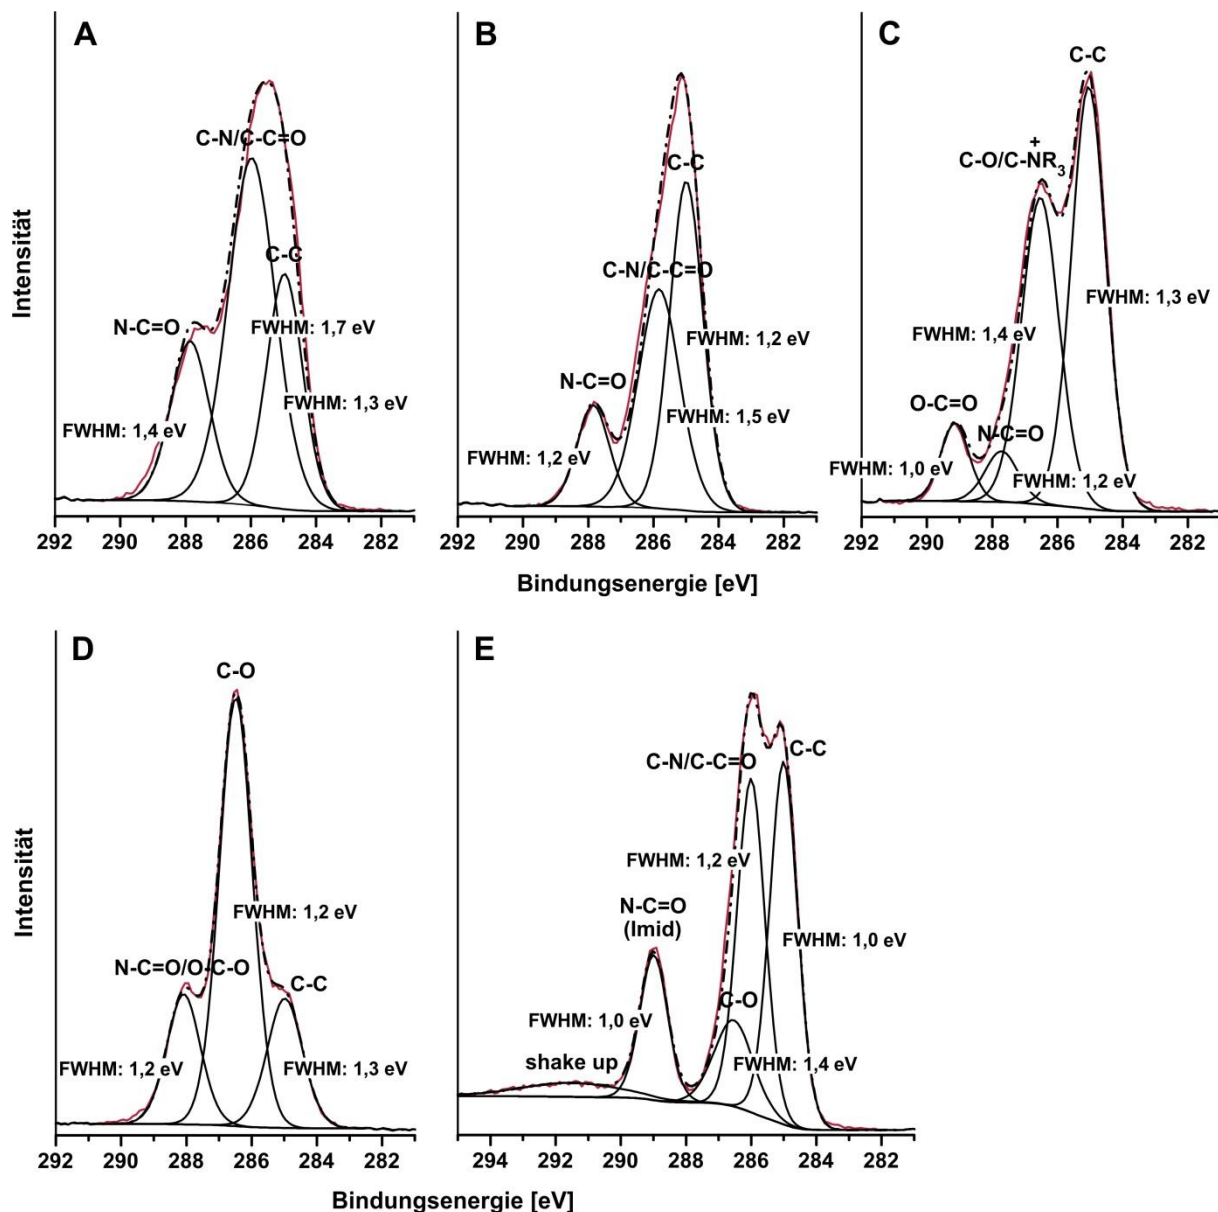 A
C-N/C-C=O
C-C
N-C=O
FWHM: 1,7 eV
FWHM: 1,3 eV
FWHM: 1,4 eV
292 290 288 286 284 282
B
C-C
C-N/C-C=O
FWHM: 1,2 eV
N-C=O
FWHM: 1,5 eV
FWHM: 1,2 eV
292 290 288 286 284 282
C
C-C
+
C-O/C-NR3
FWHM: 1,3 eV
FWHM: 1,4 eV
O-C=O
N-C=O
FWHM: 1,0 eV
FWHM: 1,2 eV
292 290 288 286 284 282
Intensität
Bindungsenergie [eV]
D
C-O
FWHM: 1,2 eV
N-C=O/O-C-O
C-C
FWHM: 1,2 eV
FWHM: 1,3 eV
292 290 288 286 284 282
E
C-N/C-C=O
C-C
FWHM: 1,2 eV
N-C=O
(Imid)
FWHM: 1,0 eV
C-O
FWHM: 1,0 eV
shake up
FWHM: 1,4 eV
294 292 290 288 286 284 282
Intensität
Bindungsenergie [eV]